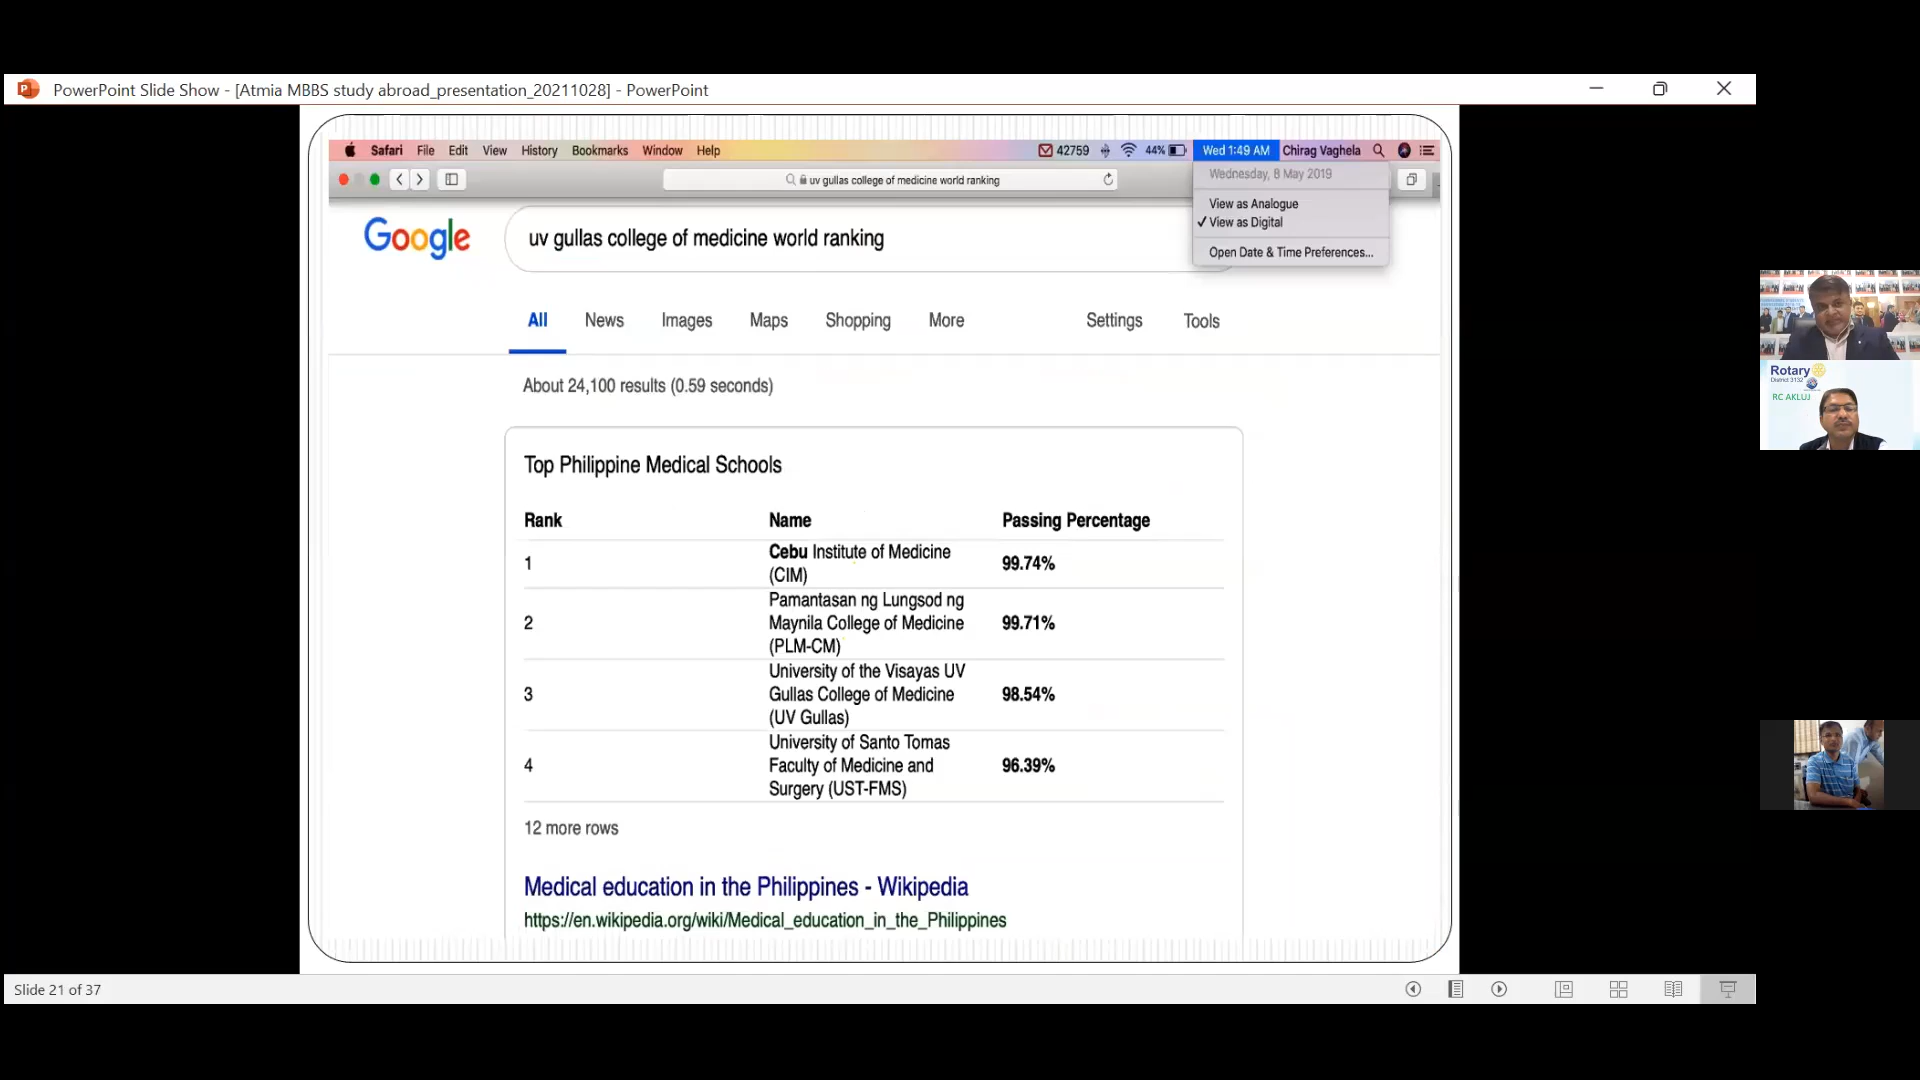 PowerPoint Slide Show - [Atmia MBBS study abroad_presentation_20211028] - PowerPoint
Safari File Edit View History Bookmarks Window Help 42759 44% Wed 1:49 AM Chirag Vaghela
uv gullas college of medicine world ranking
Wednesday, 8 May 2019
View as Analogue
✓ View as Digital
Open Date & Time Preferences...
Google uv gullas college of medicine world ranking
All News Images Maps Shopping More Settings Tools
About 24,100 results (0.59 seconds)
Top Philippine Medical Schools
Rank Name Passing Percentage
1 Cebu Institute of Medicine (CIM) 99.74%
2 Pamantasan ng Lungsod ng Maynila College of Medicine (PLM-CM) 99.71%
3 University of the Visayas UV Gullas College of Medicine (UV Gullas) 98.54%
4 University of Santo Tomas Faculty of Medicine and Surgery (UST-FMS) 96.39%
12 more rows
Medical education in the Philippines - Wikipedia
https://en.wikipedia.org/wiki/Medical_education_in_the_Philippines
Rotary
District 3132
RC AKLUJ
Slide 21 of 37